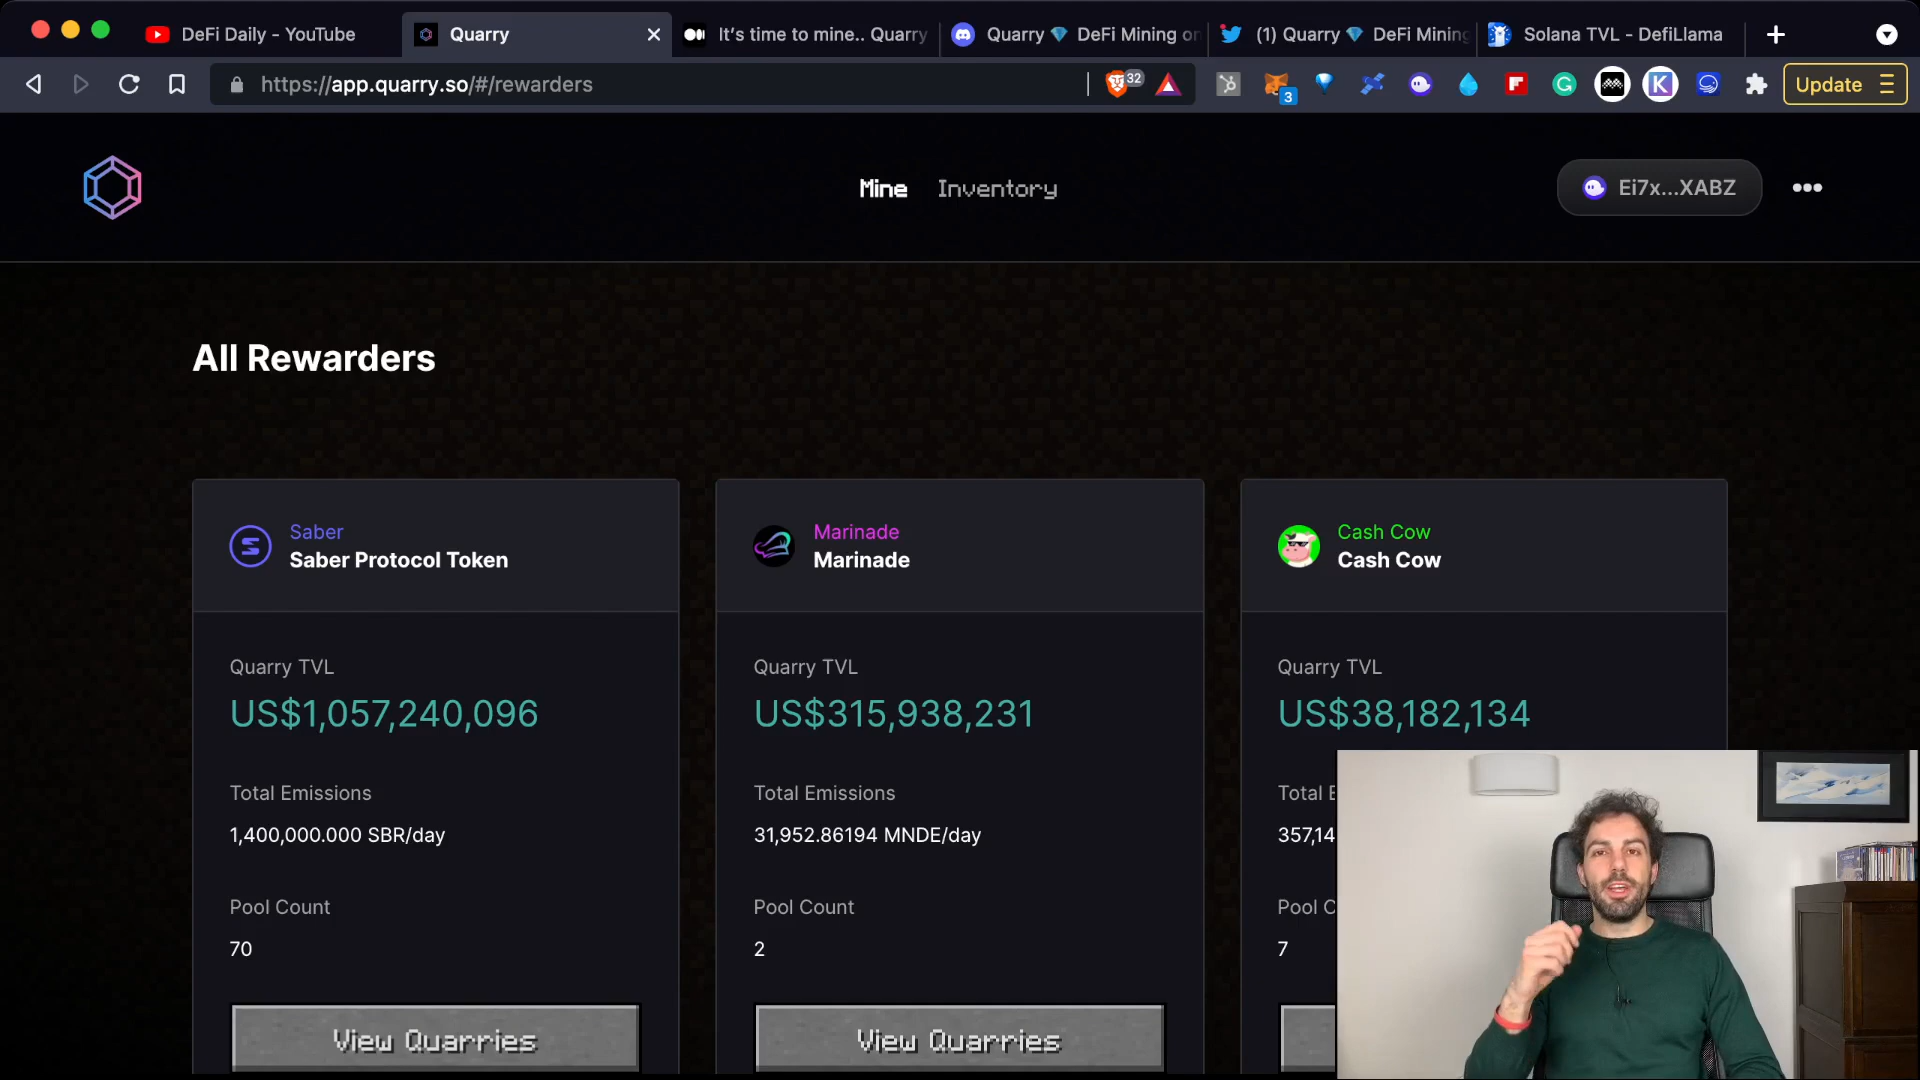 DeFi Daily - YouTube
Quarry
It's time to mine.. Quarry
Quarry 💎 DeFi Mining on
(1) Quarry 💎 DeFi Mining
Solana TVL - DefiLlama
https://app.quarry.so/#/rewarders
32
3
Update
Mine
Inventory
Ei7x...XABZ
All Rewarders
Saber
Saber Protocol Token
Quarry TVL
US$1,057,240,096
Total Emissions
1,400,000.000 SBR/day
Pool Count
70
View Quarries
Marinade
Marinade
Quarry TVL
US$315,938,231
Total Emissions
31,952.86194 MNDE/day
Pool Count
2
View Quarries
Cash Cow
Cash Cow
Quarry TVL
US$38,182,134
Total E
357,14
Pool C
7